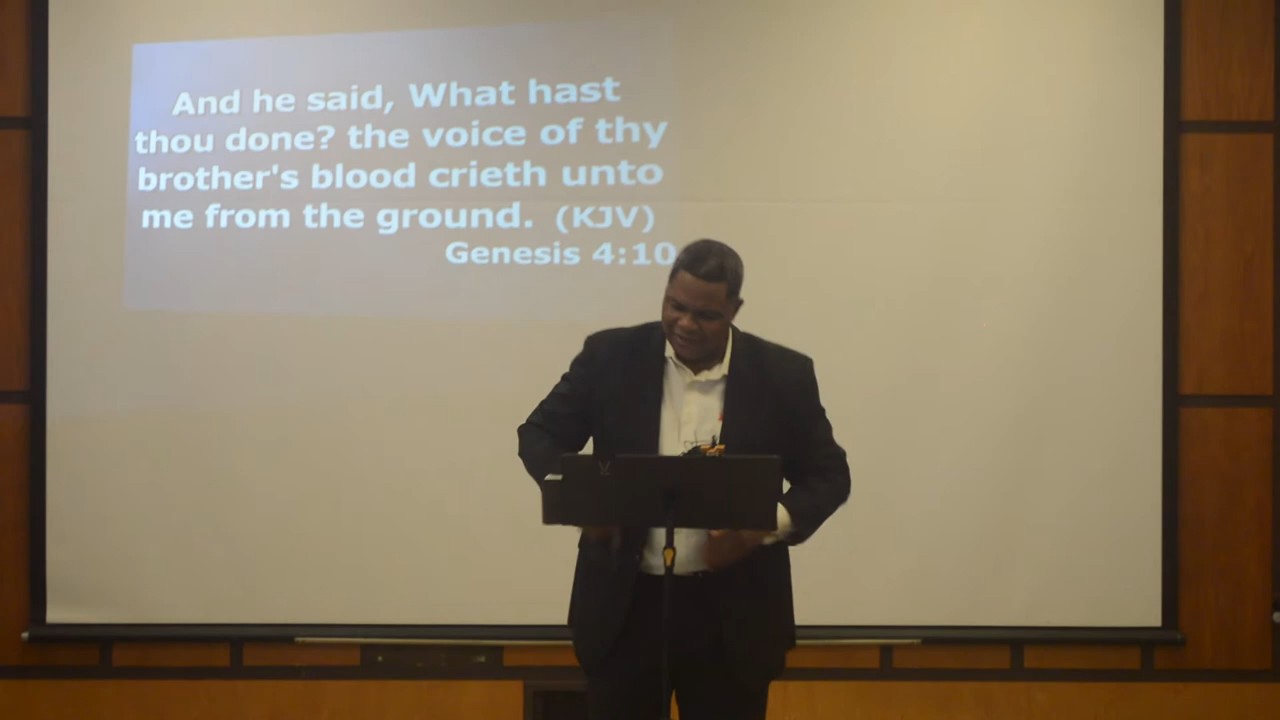 And he said, What hast
thou done? the voice of thy
brother's blood crieth unto
me from the ground. (KJV)
Genesis 4:10